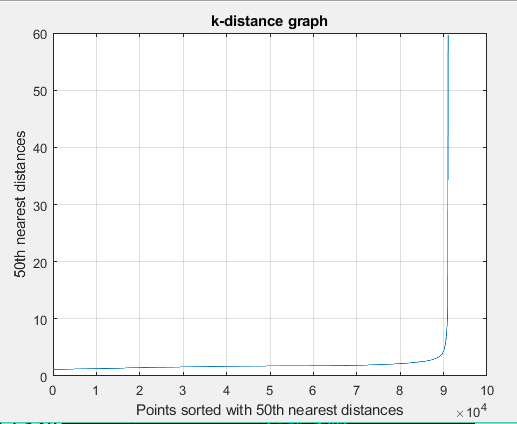 k-distance graph
60
50
40
30
20
10
0
50th nearest distances
0 1 2 3 4 5 6 7 8 9 10
Points sorted with 50th nearest distances
×10^4